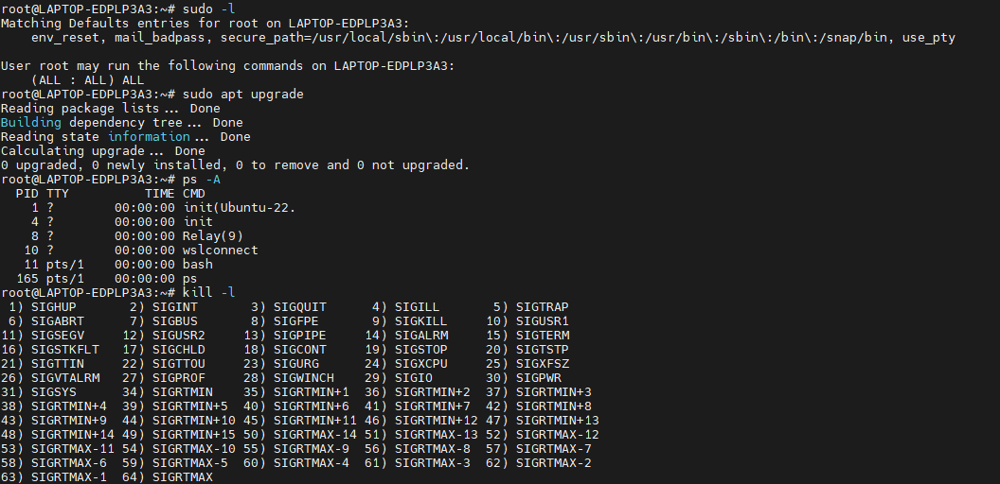 root@LAPTOP-EDPLP3A3:~# sudo -l
Matching Defaults entries for root on LAPTOP-EDPLP3A3:
    env_reset, mail_badpass, secure_path=/usr/local/sbin\:/usr/local/bin\:/usr/sbin\:/usr/bin\:/sbin\:/bin\:/snap/bin, use_pty

User root may run the following commands on LAPTOP-EDPLP3A3:
    (ALL : ALL) ALL
root@LAPTOP-EDPLP3A3:~# sudo apt upgrade
Reading package lists... Done
Building dependency tree... Done
Reading state information... Done
Calculating upgrade... Done
0 upgraded, 0 newly installed, 0 to remove and 0 not upgraded.
root@LAPTOP-EDPLP3A3:~# ps -A
  PID TTY          TIME CMD
    1 ?        00:00:00 init(Ubuntu-22.
    4 ?        00:00:00 init
    8 ?        00:00:00 Relay(9)
   10 ?        00:00:00 wslconnect
   11 pts/1    00:00:00 bash
  165 pts/1    00:00:00 ps
root@LAPTOP-EDPLP3A3:~# kill -l
 1) SIGHUP       2) SIGINT       3) SIGQUIT      4) SIGILL       5) SIGTRAP
 6) SIGABRT      7) SIGBUS       8) SIGFPE       9) SIGKILL     10) SIGUSR1
11) SIGSEGV     12) SIGUSR2     13) SIGPIPE     14) SIGALRM     15) SIGTERM
16) SIGSTKFLT   17) SIGCHLD     18) SIGCONT     19) SIGSTOP     20) SIGTSTP
21) SIGTTIN     22) SIGTTOU     23) SIGURG      24) SIGXCPU     25) SIGXFSZ
26) SIGVTALRM   27) SIGPROF     28) SIGWINCH    29) SIGIO       30) SIGPWR
31) SIGSYS      34) SIGRTMIN    35) SIGRTMIN+1  36) SIGRTMIN+2  37) SIGRTMIN+3
38) SIGRTMIN+4  39) SIGRTMIN+5  40) SIGRTMIN+6  41) SIGRTMIN+7  42) SIGRTMIN+8
43) SIGRTMIN+9  44) SIGRTMIN+10 45) SIGRTMIN+11 46) SIGRTMIN+12 47) SIGRTMIN+13
48) SIGRTMIN+14 49) SIGRTMIN+15 50) SIGRTMAX-14 51) SIGRTMAX-13 52) SIGRTMAX-12
53) SIGRTMAX-11 54) SIGRTMAX-10 55) SIGRTMAX-9  56) SIGRTMAX-8  57) SIGRTMAX-7
58) SIGRTMAX-6  59) SIGRTMAX-5  60) SIGRTMAX-4  61) SIGRTMAX-3  62) SIGRTMAX-2
63) SIGRTMAX-1  64) SIGRTMAX